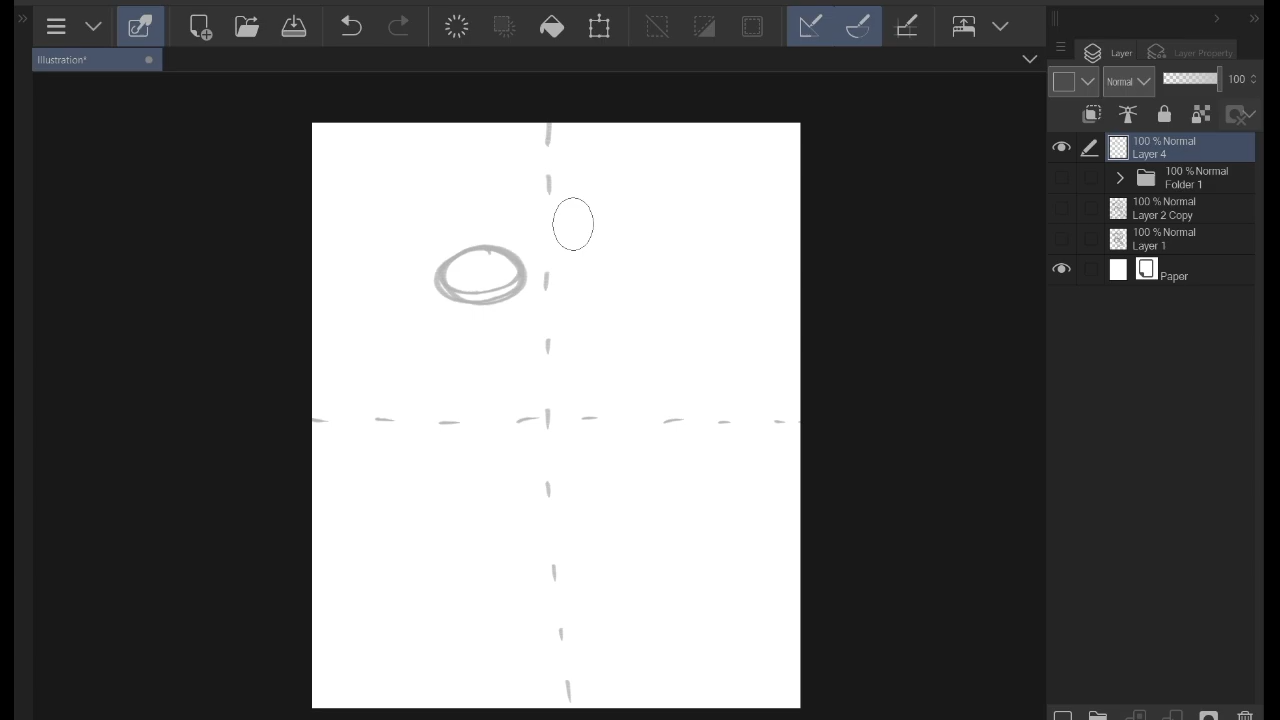 Illustration*
Layer
Layer Property
Normal
100
100 %Normal
Layer 4
100 %Normal
Folder 1
100 %Normal
Layer 2 Copy
100 %Normal
Layer 1
Paper